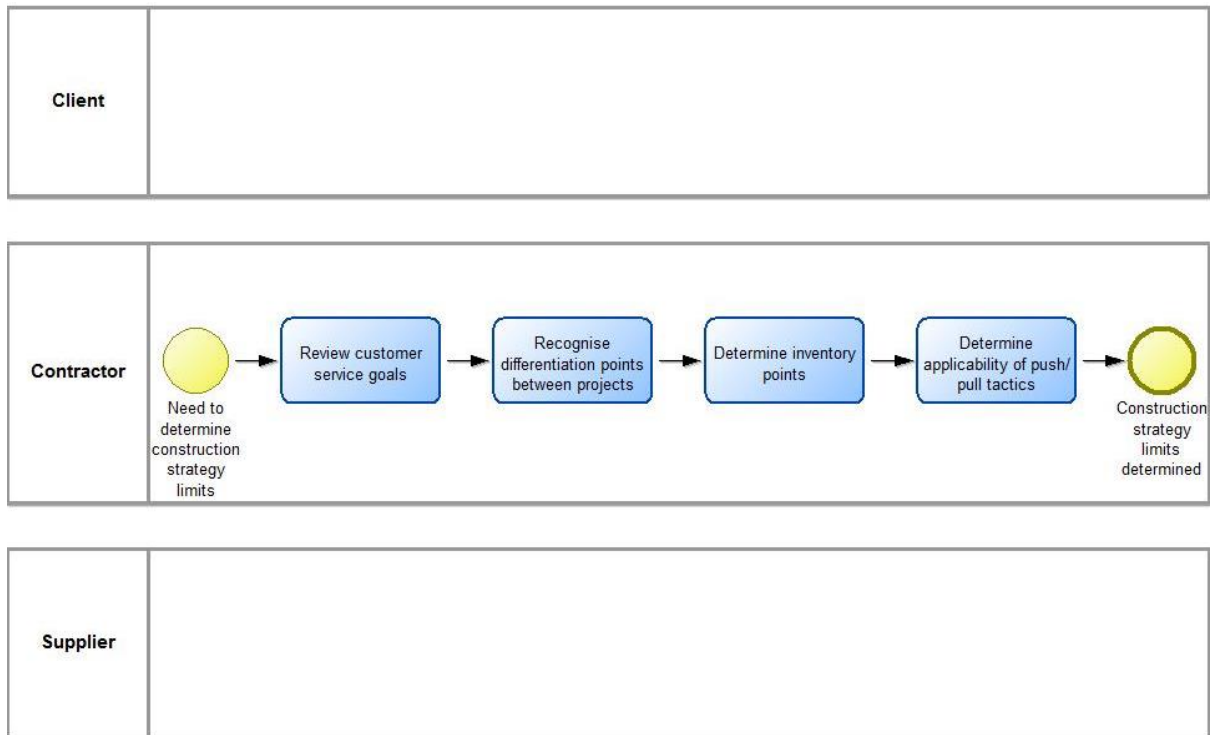 Client
Contractor
Need to
determine
construction
strategy
limits
Review customer
service goals
Recognise
differentiation points
between projects
Determine inventory
points
Determine
applicability of push/
pull tactics
Construction
strategy
limits
determined
Supplier